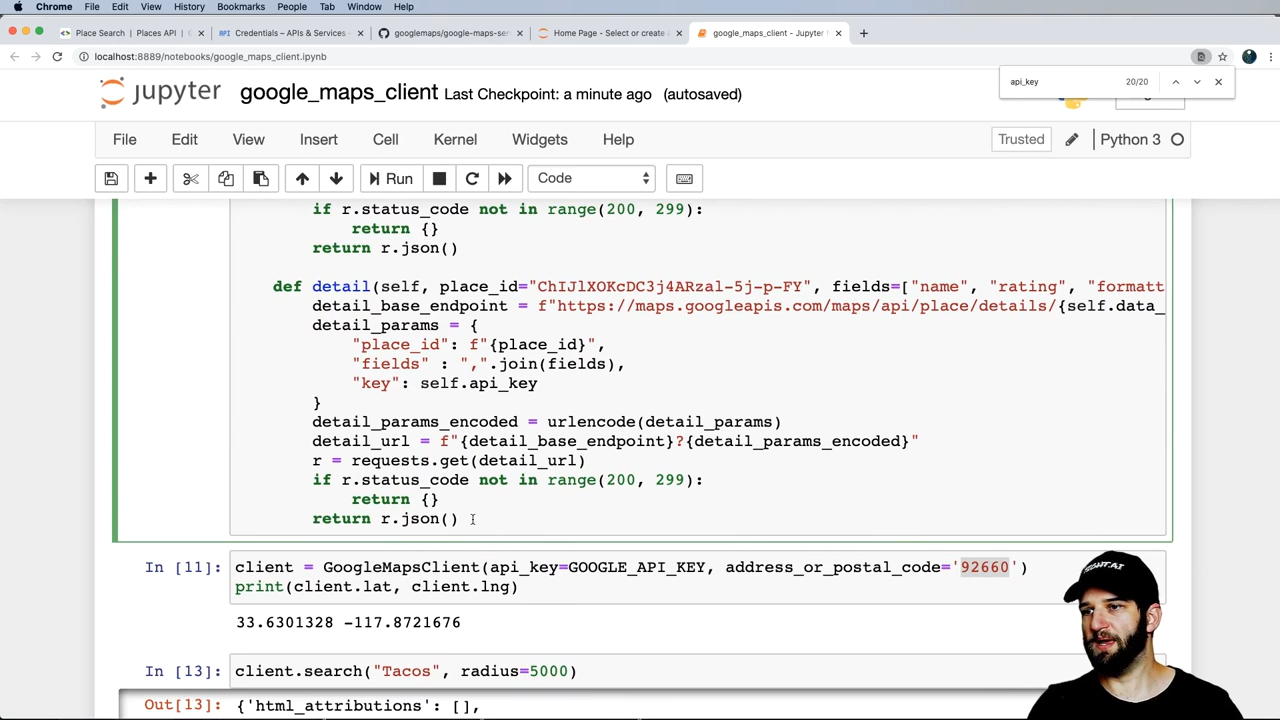 Chrome File Edit View History Bookmarks People Tab Window Help
Place Search | Places API | G
API Credentials – APIs & Services
googlemaps/google-maps-ser
Home Page - Select or create a
google_maps_client - Jupyter N
localhost:8889/notebooks/google_maps_client.ipynb
api_key 20/20
jupyter google_maps_client Last Checkpoint: a minute ago (autosaved)
File Edit View Insert Cell Kernel Widgets Help Trusted Python 3
Run Code
if r.status_code not in range(200, 299):
return {}
return r.json()
def detail(self, place_id="ChIJlXOKcDC3j4ARzal-5j-p-FY", fields=["name", "rating", "formatt
detail_base_endpoint = f"https://maps.googleapis.com/maps/api/place/details/{self.data_
detail_params = {
"place_id": f"{place_id}",
"fields" : ",".join(fields),
"key": self.api_key
}
detail_params_encoded = urlencode(detail_params)
detail_url = f"{detail_base_endpoint}?{detail_params_encoded}"
r = requests.get(detail_url)
if r.status_code not in range(200, 299):
return {}
return r.json()
In [11]: client = GoogleMapsClient(api_key=GOOGLE_API_KEY, address_or_postal_code='92660')
print(client.lat, client.lng)
33.6301328 -117.8721676
In [13]: client.search("Tacos", radius=5000)
Out[13]: {'html_attributions': [],